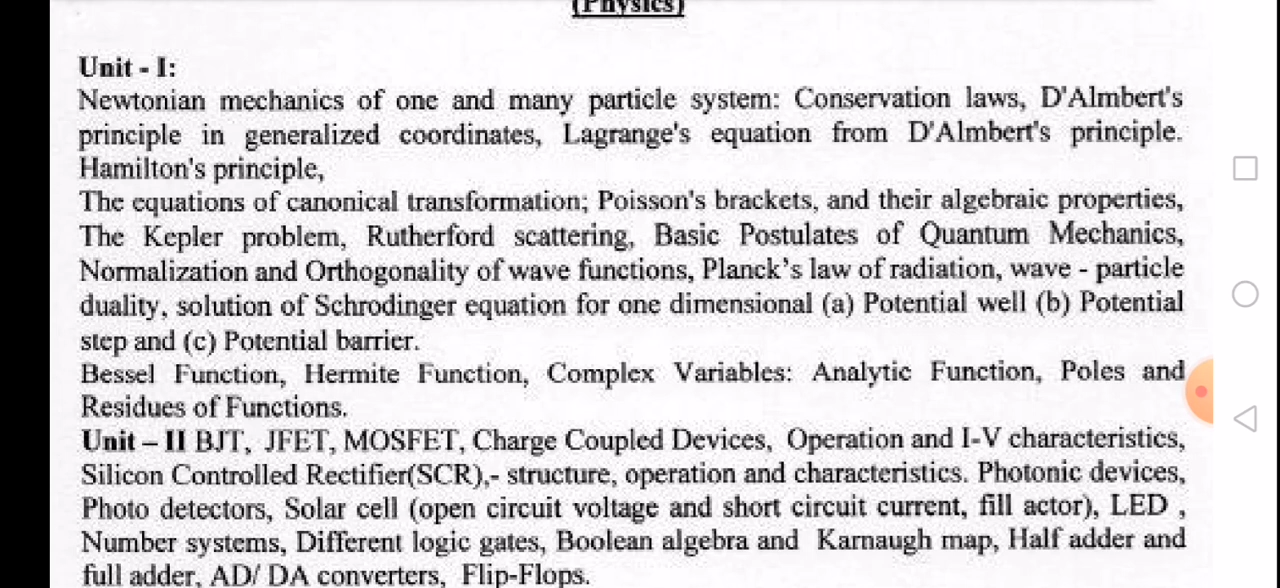 (Physics)
Unit - I:
Newtonian mechanics of one and many particle system: Conservation laws, D'Almbert's
principle in generalized coordinates, Lagrange's equation from D'Almbert's principle.
Hamilton's principle,
The equations of canonical transformation; Poisson's brackets, and their algebraic properties,
The Kepler problem, Rutherford scattering, Basic Postulates of Quantum Mechanics,
Normalization and Orthogonality of wave functions, Planck’s law of radiation, wave - particle
duality, solution of Schrodinger equation for one dimensional (a) Potential well (b) Potential
step and (c) Potential barrier.
Bessel Function, Hermite Function, Complex Variables: Analytic Function, Poles and
Residues of Functions.
Unit – II BJT, JFET, MOSFET, Charge Coupled Devices, Operation and I-V characteristics,
Silicon Controlled Rectifier(SCR),- structure, operation and characteristics. Photonic devices,
Photo detectors, Solar cell (open circuit voltage and short circuit current, fill actor), LED ,
Number systems, Different logic gates, Boolean algebra and Karnaugh map, Half adder and
full adder, AD/ DA converters, Flip-Flops.